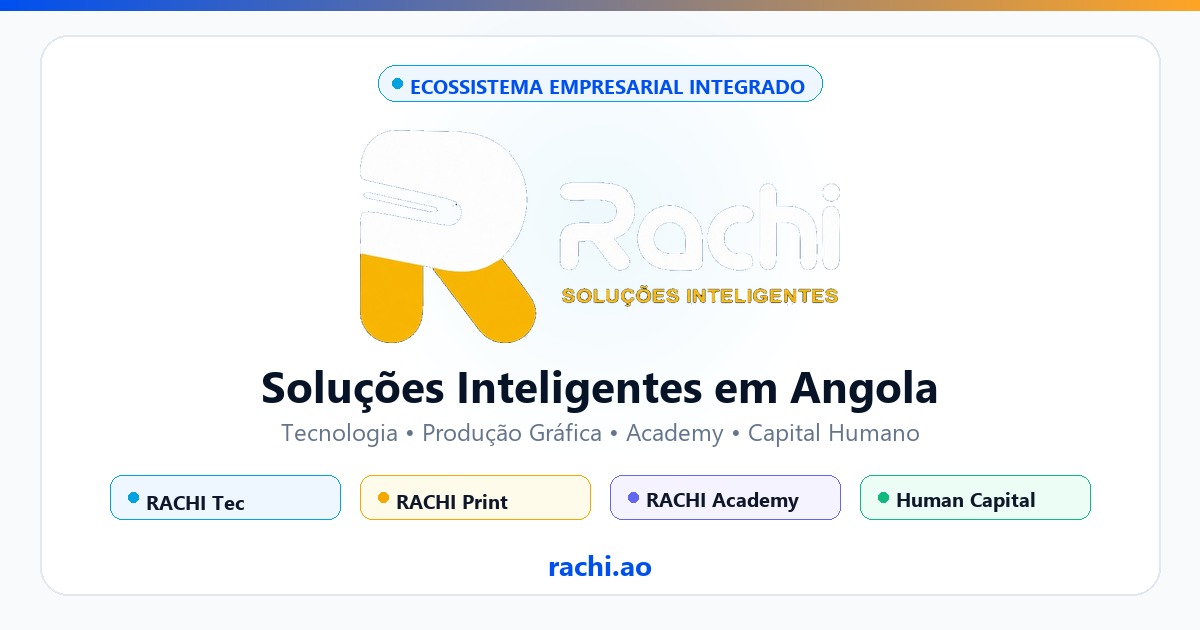 ECOSSISTEMA EMPRESARIAL INTEGRADO
Rachi
SOLUÇÕES INTELIGENTES
Soluções Inteligentes em Angola
Tecnologia • Produção Gráfica • Academy • Capital Humano
RACHI Tec
RACHI Print
RACHI Academy
Human Capital
rachi.ao